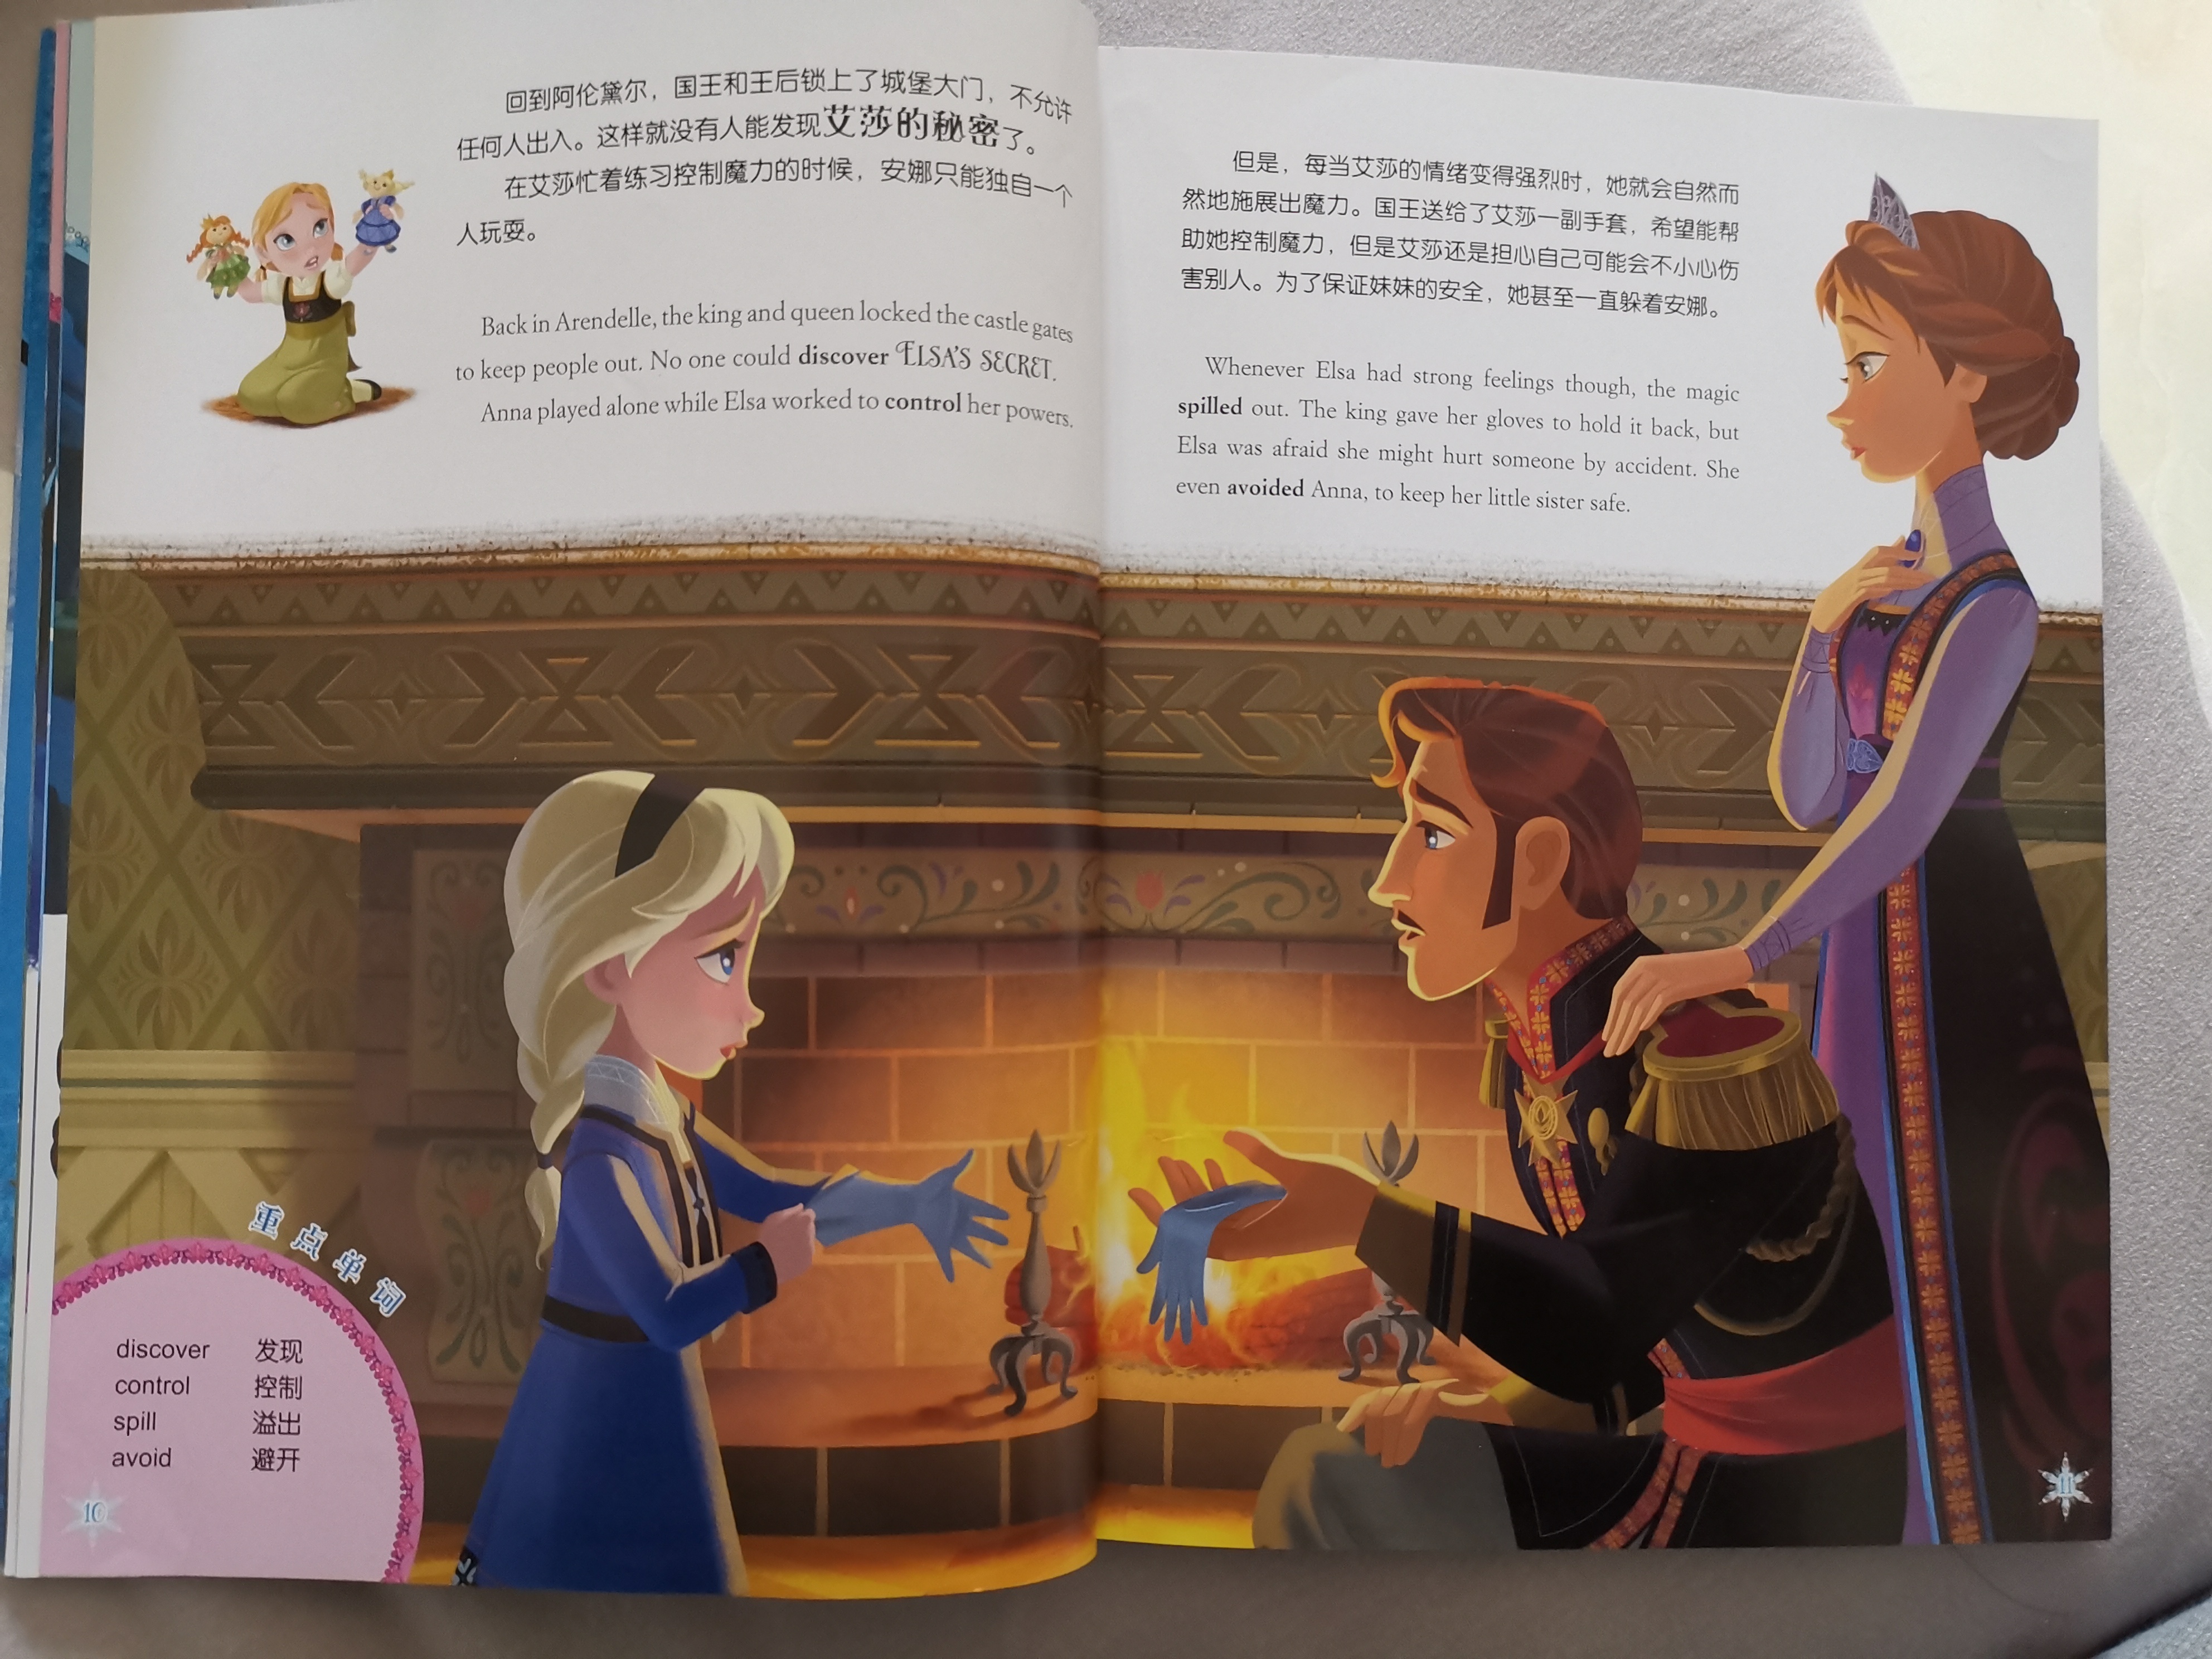 回到阿伦黛尔，国王和王后锁上了城堡大门，不允许
任何人出入。这样就没有人能发现艾莎的秘密了。
在艾莎忙着练习控制魔力的时候，安娜只能独自一个
人玩耍。
Back in Arendelle, the king and queen locked the castle gates
to keep people out. No one could discover ELSA'S SECRET.
Anna played alone while Elsa worked to control her powers.
重点单词
discover 发现
control 控制
spill 溢出
avoid 避开
10
但是，每当艾莎的情绪变得强烈时，她就会自然而
然地施展出魔力。国王送给了艾莎一副手套，希望能帮
助她控制魔力，但是艾莎还是担心自己可能会不小心伤
害别人。为了保证妹妹的安全，她甚至一直躲着安娜。
Whenever Elsa had strong feelings though, the magic
spilled out. The king gave her gloves to hold it back, but
Elsa was afraid she might hurt someone by accident. She
even avoided Anna, to keep her little sister safe.
11